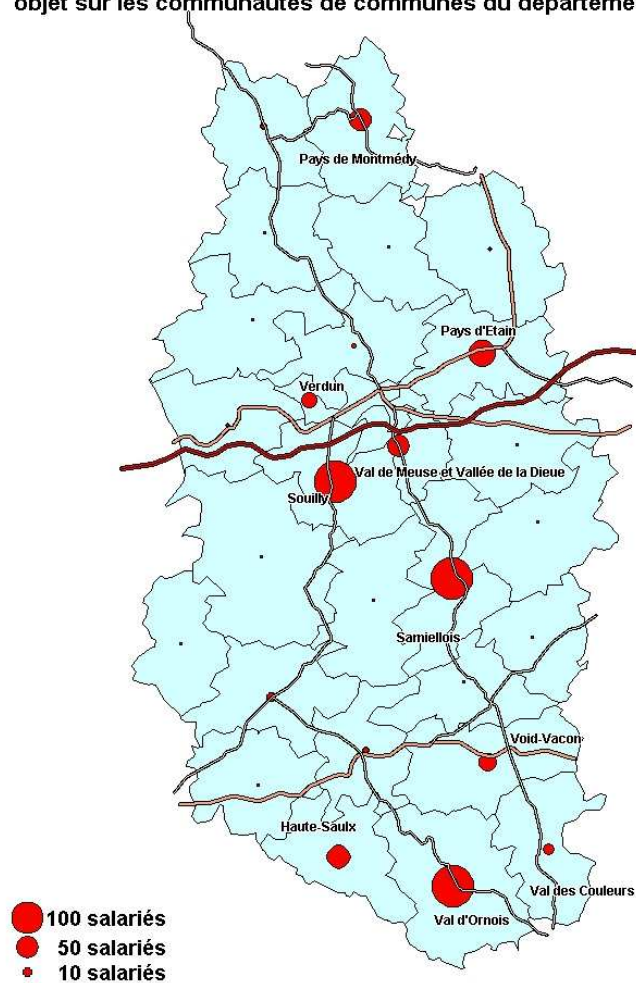 objet sur les communautés de communes du départeme
Pays de Montmédy
Pays d'Etain
Verdun
Val de Meuse et Vallée de la Dieue
Souilly
Samiellois
Void-Vacon
Haute-Saulx
Val des Couleurs
Val d'Ornois
100 salariés
50 salariés
10 salariés